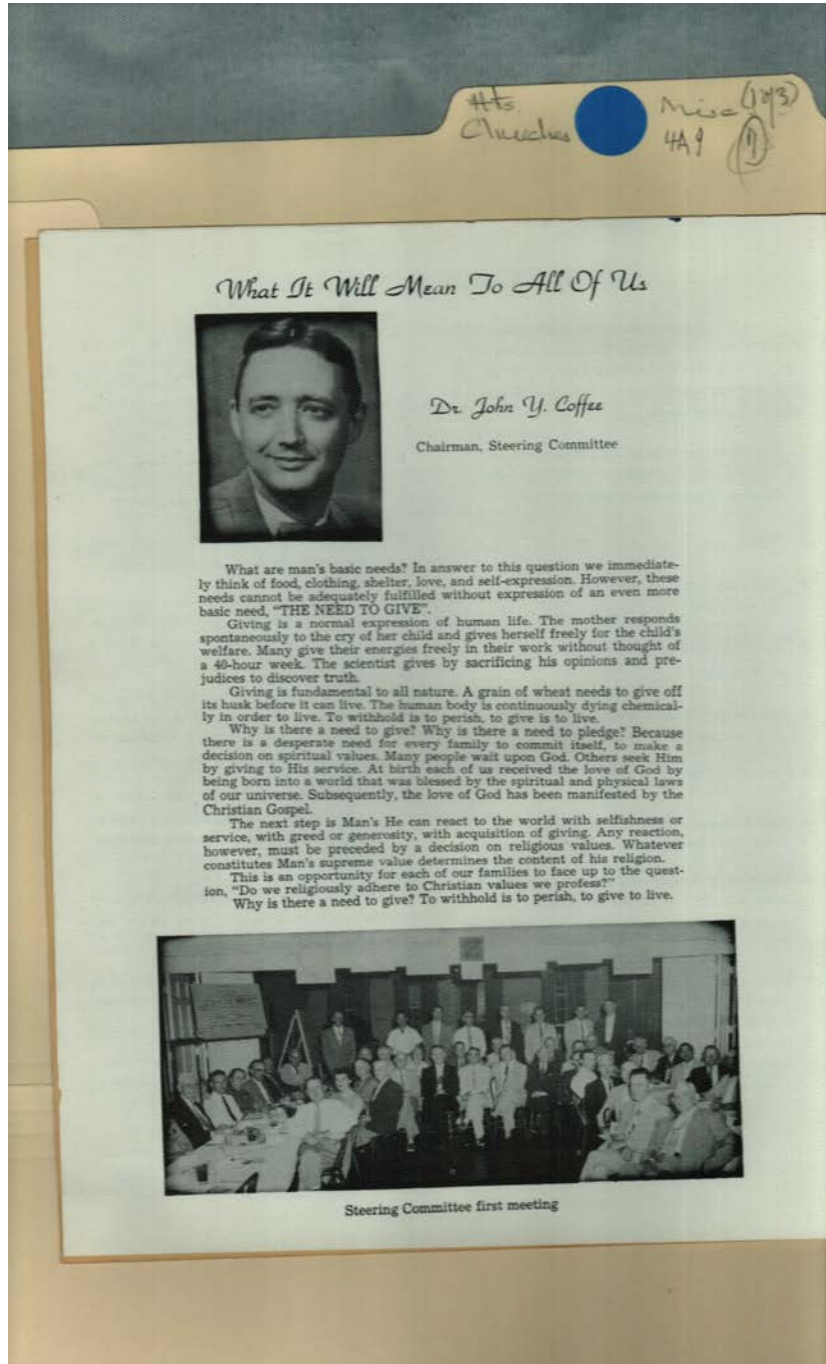 Hts. Misc (1 of 3)
Churches 4A9 7
What It Will Mean To All Of Us
Dr. John Y. Coffee
Chairman, Steering Committee
What are man's basic needs? In answer to this question we immediate-
ly think of food, clothing, shelter, love, and self-expression. However, these
needs cannot be adequately fulfilled without expression of an even more
basic need, "THE NEED TO GIVE".
Giving is a normal expression of human life. The mother responds
spontaneously to the cry of her child and gives herself freely for the child's
welfare. Many give their energies freely in their work without thought of
a 40-hour week. The scientist gives by sacrificing his opinions and pre-
judices to discover truth.
Giving is fundamental to all nature. A grain of wheat needs to give off
its husk before it can live. The human body is continuously dying chemical-
ly in order to live. To withhold is to perish, to give is to live.
Why is there a need to give? Why is there a need to pledge? Because
there is a desperate need for every family to commit itself, to make a
decision on spiritual values. Many people wait upon God. Others seek Him
by giving to His service. At birth each of us received the love of God by
being born into a world that was blessed by the spiritual and physical laws
of our universe. Subsequently, the love of God has been manifested by the
Christian Gospel.
The next step is Man's He can react to the world with selfishness or
service, with greed or generosity, with acquisition of giving. Any reaction,
however, must be preceded by a decision on religious values. Whatever
constitutes Man's supreme value determines the content of his religion.
This is an opportunity for each of our families to face up to the quest-
ion, "Do we religiously adhere to Christian values we profess?"
Why is there a need to give? To withhold is to perish, to give to live.
Steering Committee first meeting